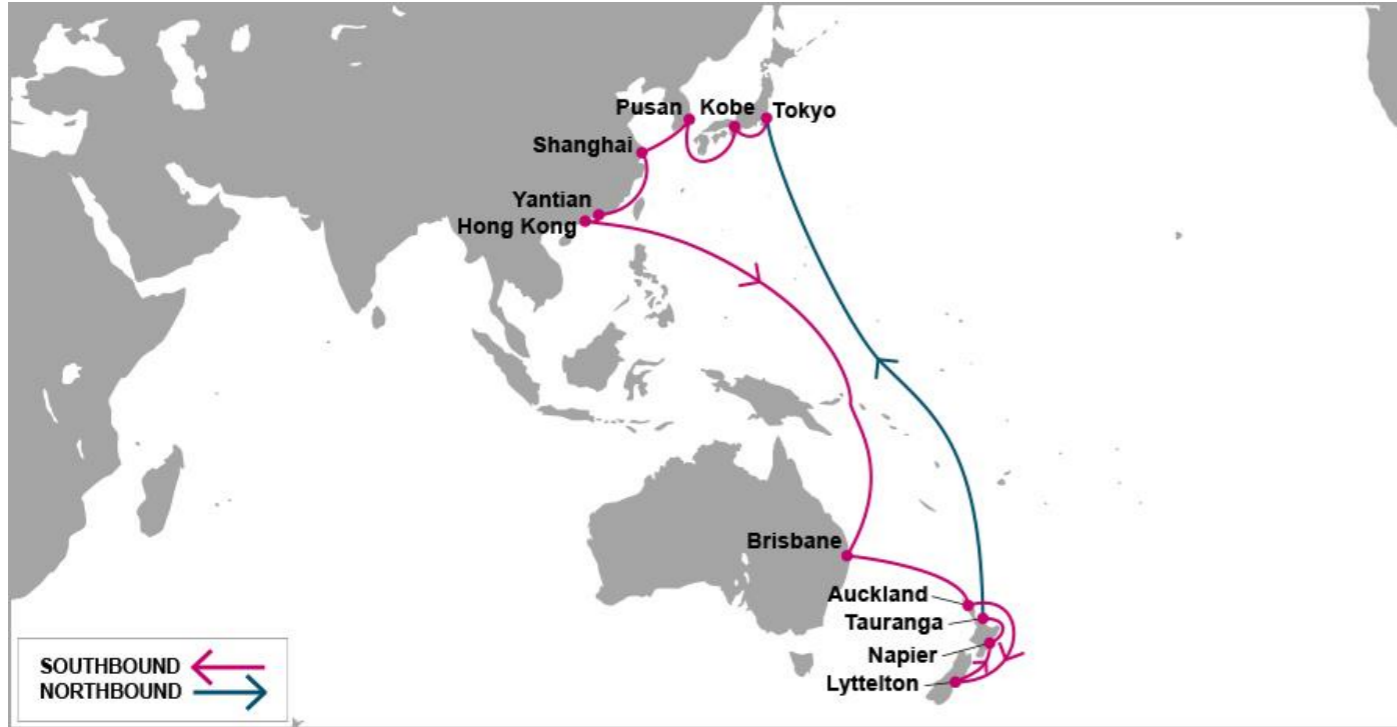 Pusan
Kobe
Tokyo
Shanghai
Yantian
Hong Kong
Brisbane
Auckland
Tauranga
Napier
Lyttelton
SOUTHBOUND
NORTHBOUND